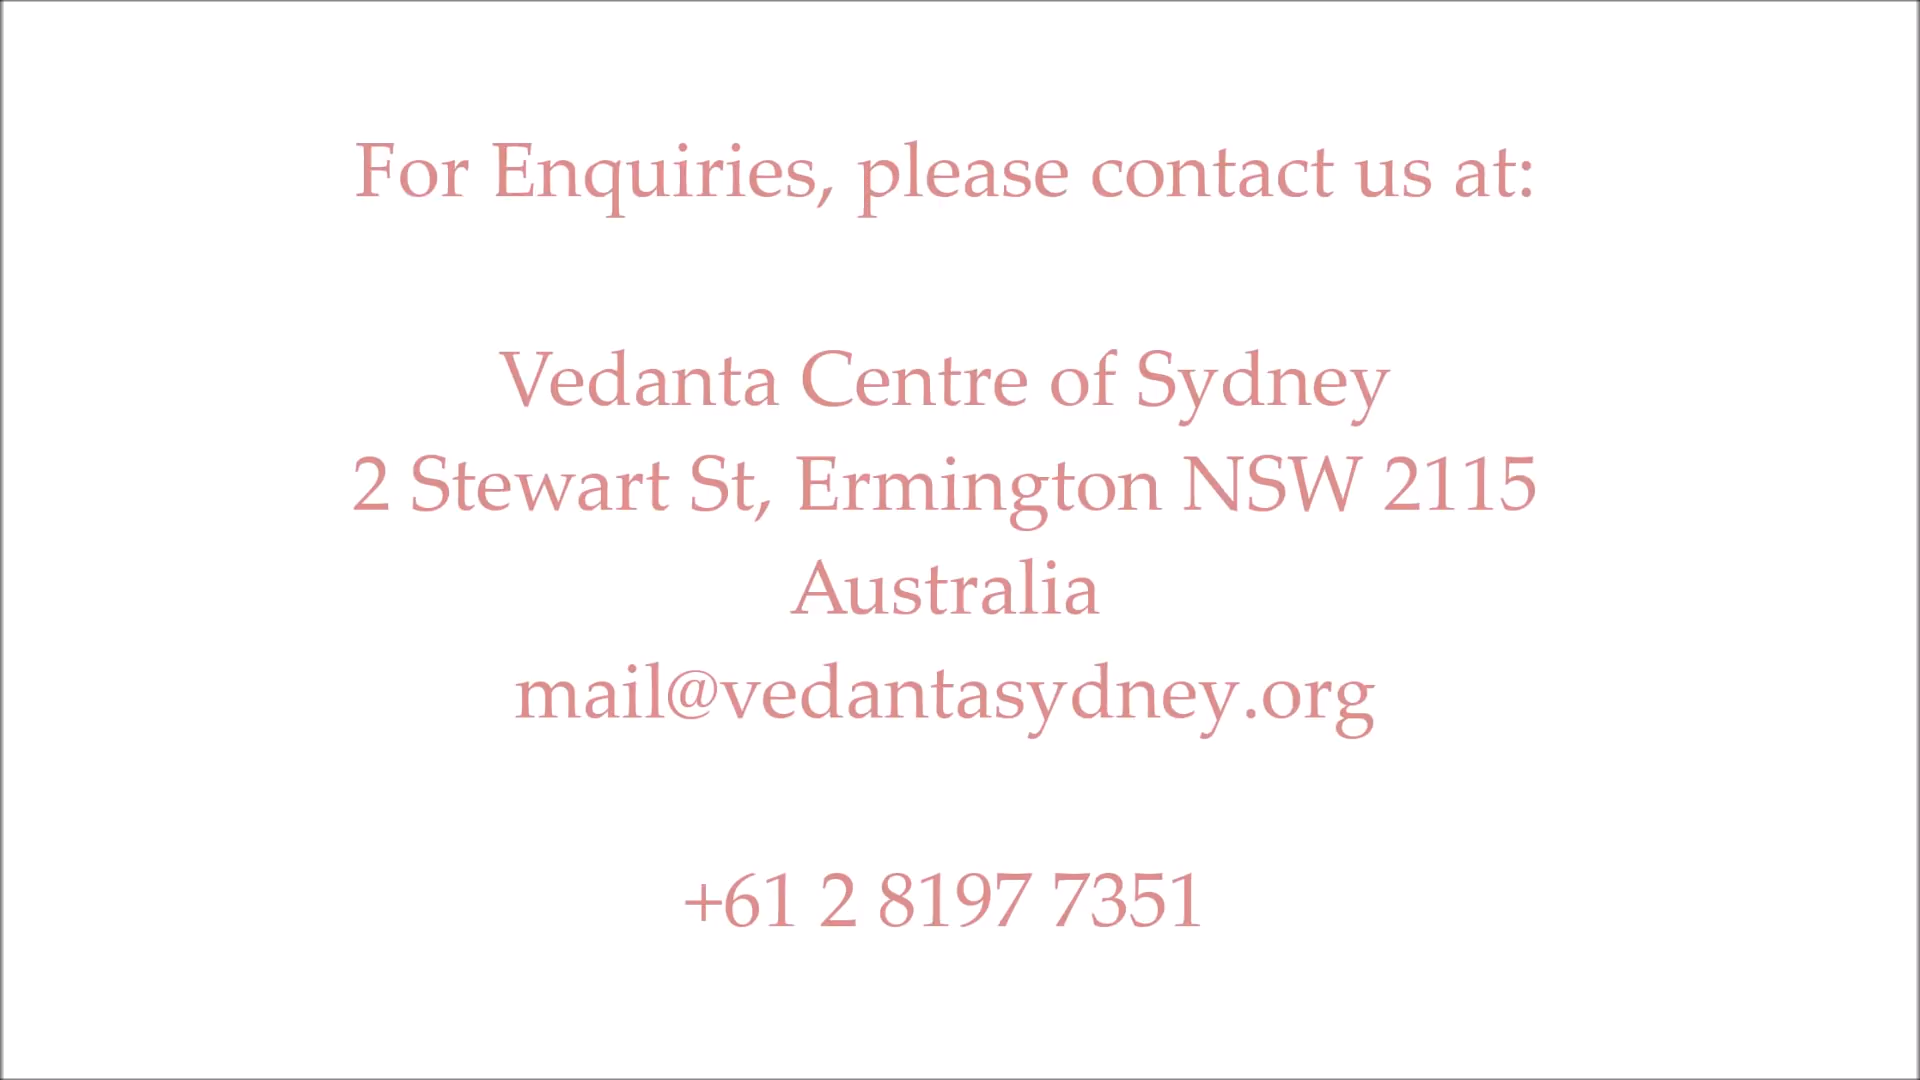 For Enquiries, please contact us at:
Vedanta Centre of Sydney
2 Stewart St, Ermington NSW 2115
Australia
mail@vedantasydney.org
+61 2 8197 7351